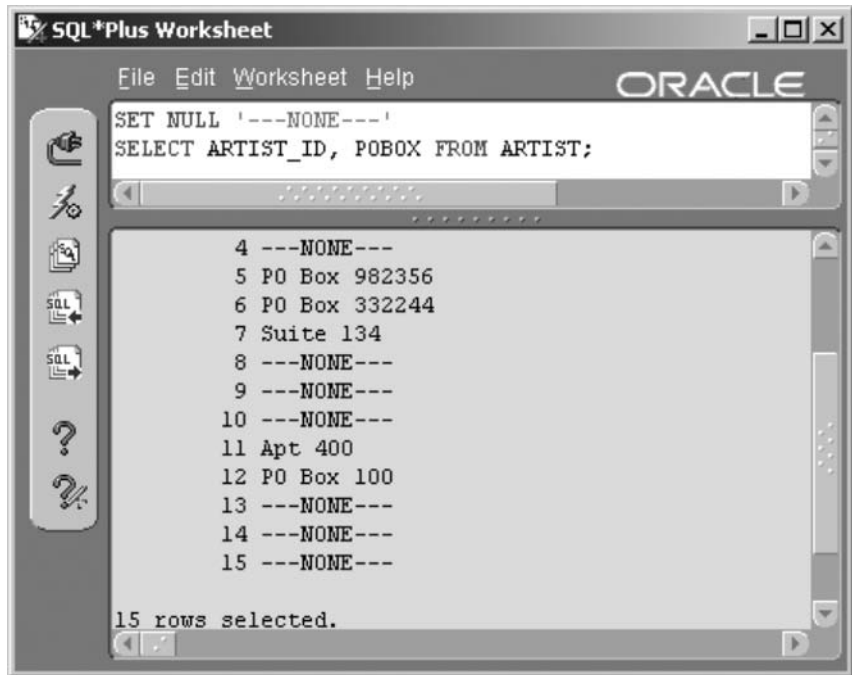 SQL*Plus Worksheet
File Edit Worksheet Help
ORACLE
SET NULL '---NONE---'
SELECT ARTIST_ID, POBOX FROM ARTIST;
4 ---NONE---
5 PO Box 982356
6 PO Box 332244
7 Suite 134
8 ---NONE---
9 ---NONE---
10 ---NONE---
11 Apt 400
12 PO Box 100
13 ---NONE---
14 ---NONE---
15 ---NONE---
15 rows selected.
SQL
SQL